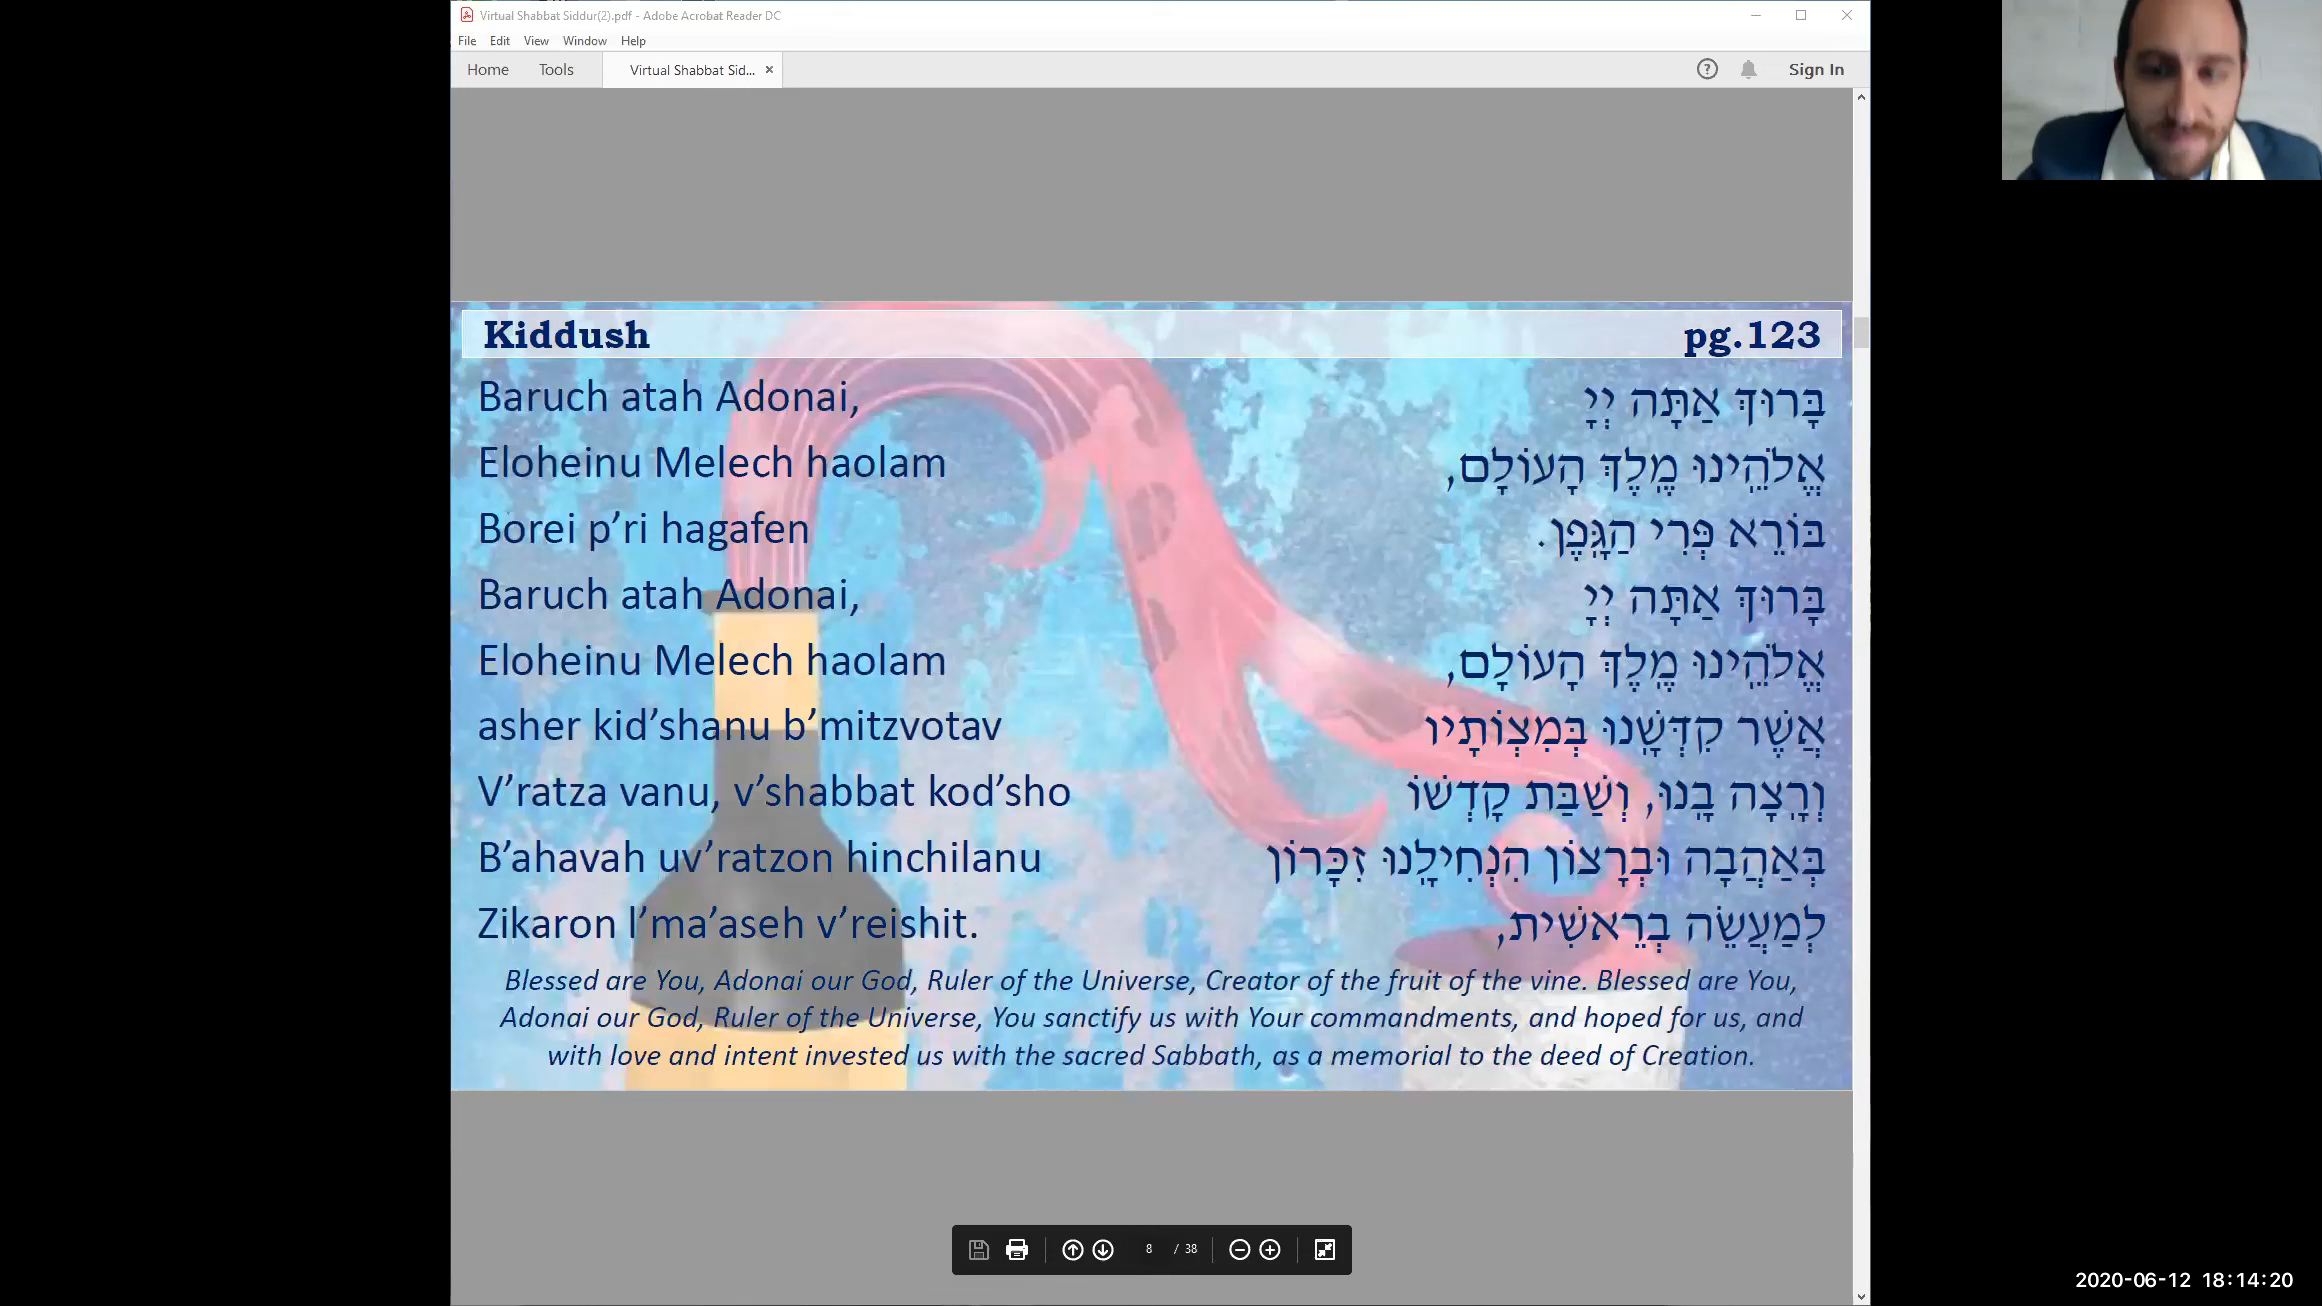 Virtual Shabbat Siddur(2).pdf - Adobe Acrobat Reader DC
File Edit View Window Help
Home Tools Virtual Shabbat Sid... × Sign In
Kiddush pg.123
Baruch atah Adonai,
Eloheinu Melech haolam
Borei p’ri hagafen
Baruch atah Adonai,
Eloheinu Melech haolam
asher kid’shanu b’mitzvotav
V’ratza vanu, v’shabbat kod’sho
B’ahavah uv’ratzon hinchilanu
Zikaron l’ma’aseh v’reishit.
בָּרוּךְ אַתָּה יְיָ
אֱלֹהֵֽינוּ מֶֽלֶךְ הָעוֹלָם,
בּוֹרֵא פְּרִי הַגָּֽפֶן.
בָּרוּךְ אַתָּה יְיָ
אֱלֹהֵֽינוּ מֶֽלֶךְ הָעוֹלָם,
אֲשֶׁר קִדְּשָֽׁנוּ בְּמִצְוֹתָיו
וְרָֽצָה בָֽנוּ, וְשַׁבַּת קָדְשׁוֹ
בְּאַהֲבָה וּבְרָצוֹן הִנְחִילָֽנוּ זִכָּרוֹן
לְמַעֲשֵׂה בְרֵאשִׁית,
Blessed are You, Adonai our God, Ruler of the Universe, Creator of the fruit of the vine. Blessed are You,
Adonai our God, Ruler of the Universe, You sanctify us with Your commandments, and hoped for us, and
with love and intent invested us with the sacred Sabbath, as a memorial to the deed of Creation.
8 / 38
2020-06-12 18:14:20